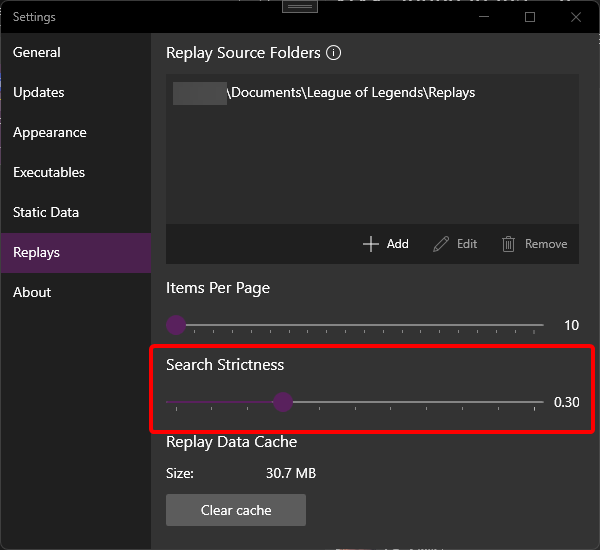 Settings
General
Updates
Appearance
Executables
Static Data
Replays
About
Replay Source Folders
\Documents\League of Legends\Replays
Add
Edit
Remove
Items Per Page
10
Search Strictness
0.30
Replay Data Cache
Size: 30.7 MB
Clear cache